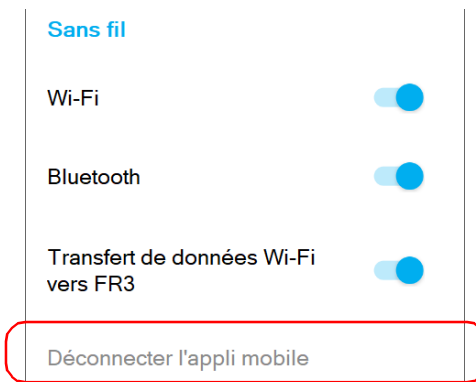 Sans fil
Wi-Fi
Bluetooth
Transfert de données Wi-Fi
vers FR3
Déconnecter l'appli mobile